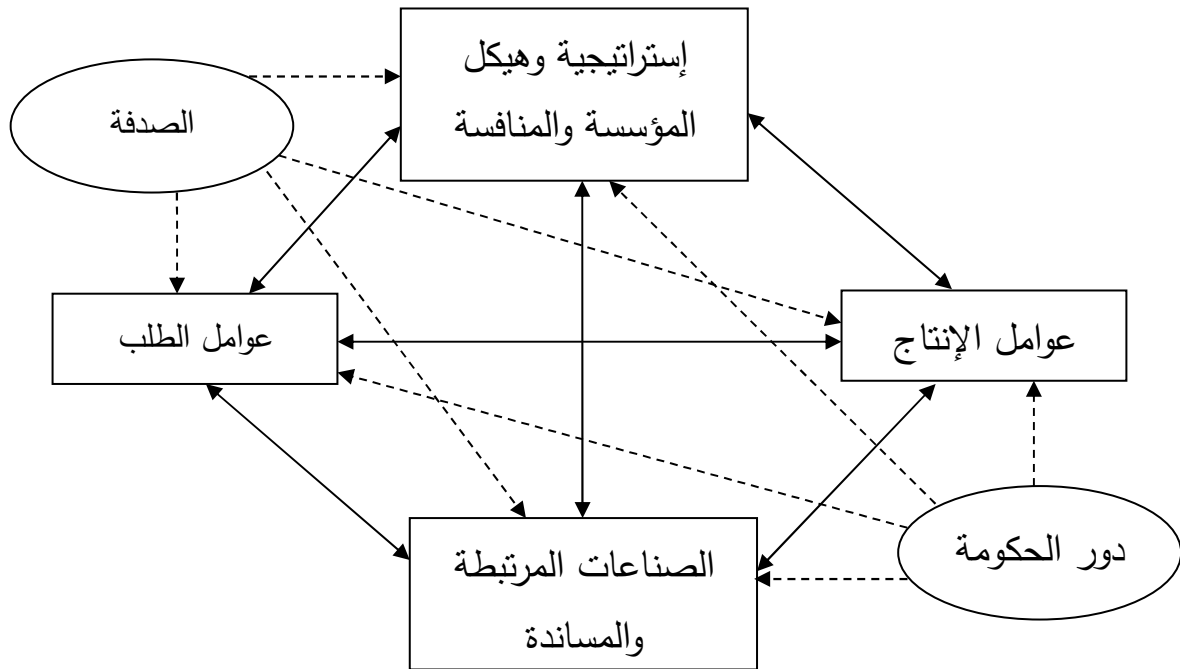 إستراتيجية وهيكل
المؤسسة والمنافسة
الصدفة
عوامل الإنتاج
عوامل الطلب
دور الحكومة
الصناعات المرتبطة
والمساندة